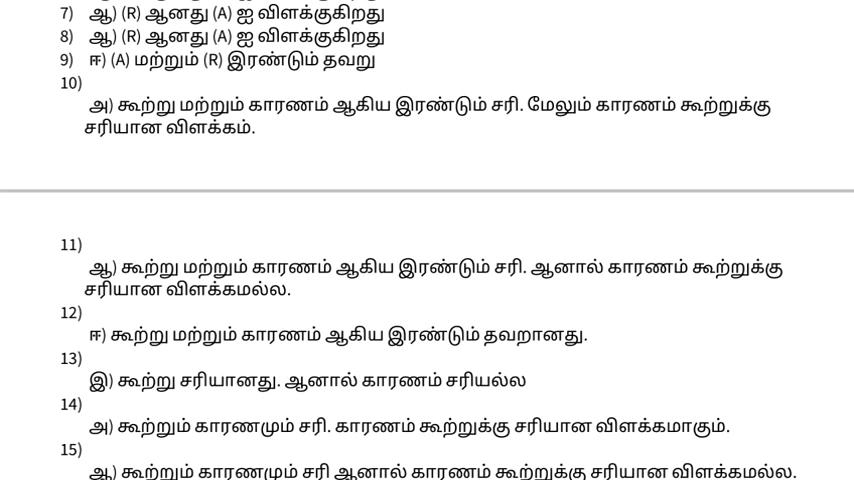 7) ஆ) (R) ஆனது (A) ஐ விளக்குகிறது
8) ஆ) (R) ஆனது (A) ஐ விளக்குகிறது
9) ஈ) (A) மற்றும் (R) இரண்டும் தவறு
10)
அ) கூற்று மற்றும் காரணம் ஆகிய இரண்டும் சரி. மேலும் காரணம் கூற்றுக்கு
சரியான விளக்கம்.
11)
ஆ) கூற்று மற்றும் காரணம் ஆகிய இரண்டும் சரி. ஆனால் காரணம் கூற்றுக்கு
சரியான விளக்கமல்ல.
12)
ஈ) கூற்று மற்றும் காரணம் ஆகிய இரண்டும் தவறானது.
13)
இ) கூற்று சரியானது. ஆனால் காரணம் சரியல்ல
14)
அ) கூற்றும் காரணமும் சரி. காரணம் கூற்றுக்கு சரியான விளக்கமாகும்.
15)
ஆ) கூற்றும் காரணமும் சரி ஆனால் காரணம் கூற்றுக்கு சரியான விளக்கமல்ல.